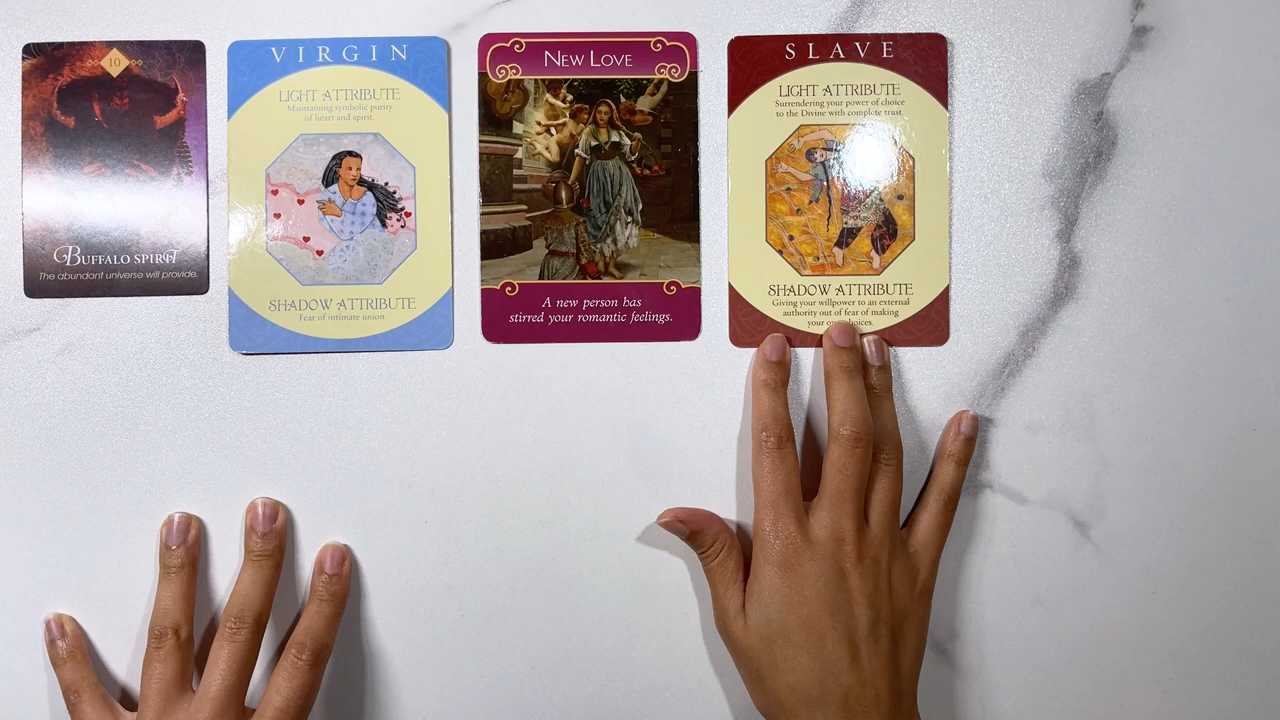 10
BUFFALO SPIRIT
The abundant universe will provide.
VIRGIN
LIGHT ATTRIBUTE
Maintaining symbolic purity
of heart and spirit.
SHADOW ATTRIBUTE
Fear of intimate union.
NEW LOVE
A new person has
stirred your romantic feelings.
SLAVE
LIGHT ATTRIBUTE
Surrendering your power of choice
to the Divine with complete trust.
SHADOW ATTRIBUTE
Giving your willpower to an external
authority out of fear of making
your own choices.